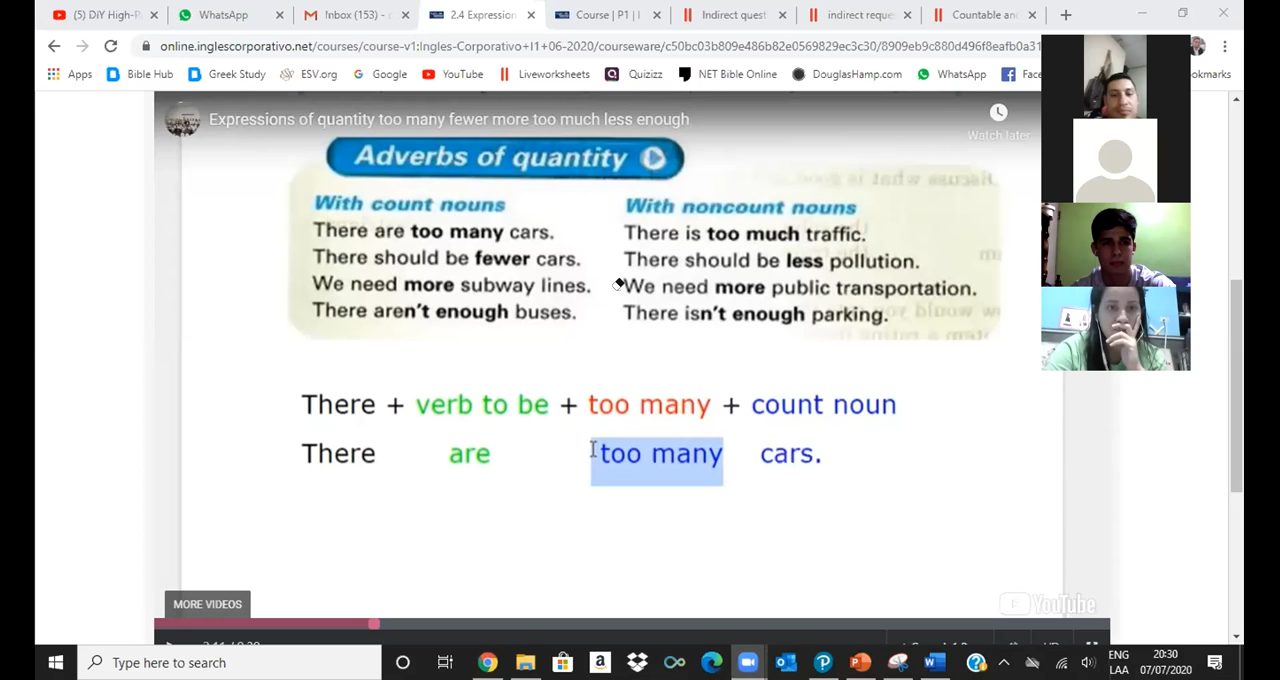 (5) DiY High-P
WhatsApp
Inbox (153) - c
2.4 Expression
Course | P1 | I
Indirect quest
indirect reque
Countable an
online.inglescorporativo.net/courses/course-v1:Ingles-Corporativo+I1+06-2020/courseware/c50bc03b809e486b82e0569829ec3c30/8909eb9c880d496f8eafb0a31
Apps
Bible Hub
Greek Study
ESV.org
Google
YouTube
Liveworksheets
Quizizz
NET Bible Online
DouglasHamp.com
WhatsApp
Face
okmarks
Expressions of quantity too many fewer more too much less enough
Watch later
Adverbs of quantity
With count nouns
There are too many cars.
There should be fewer cars.
We need more subway lines.
There aren't enough buses.
With noncount nouns
There is too much traffic.
There should be less pollution.
We need more public transportation.
There isn't enough parking.
There + verb to be + too many + count noun
There are too many cars.
MORE VIDEOS
YouTube
Type here to search
ENG
LAA
20:30
07/07/2020